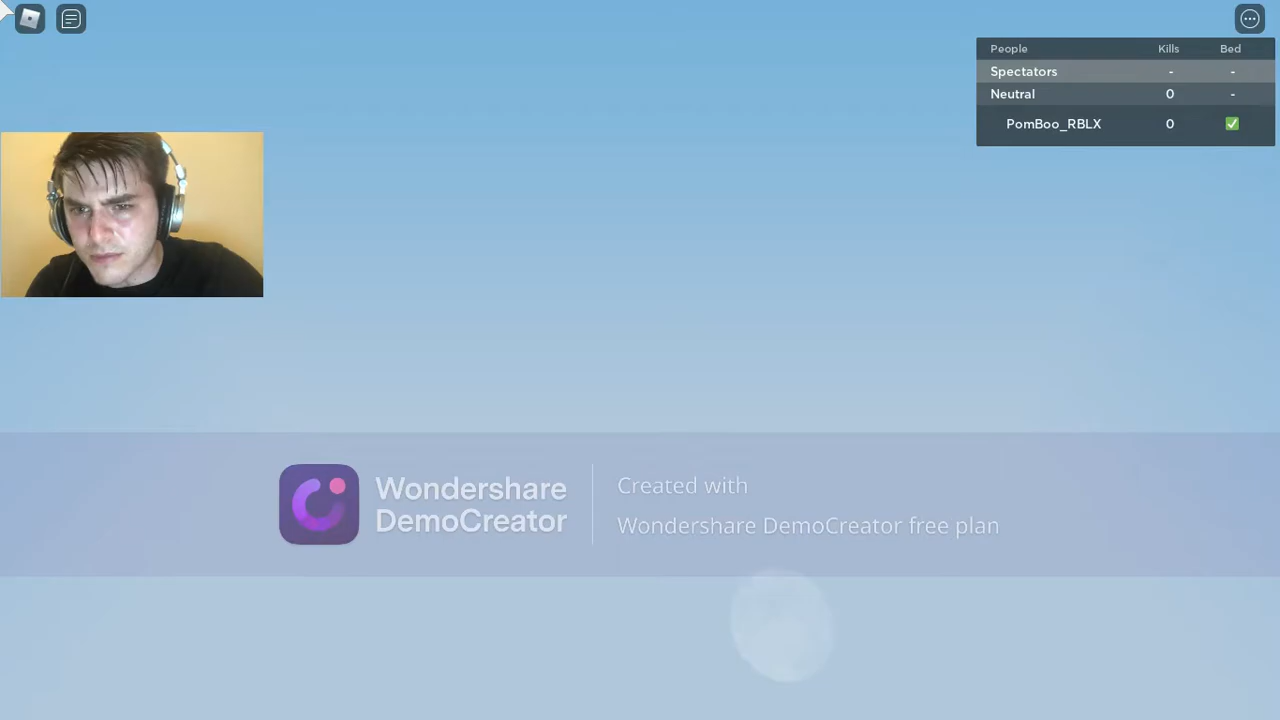 People Kills Bed
Spectators - -
Neutral 0 -
PomBoo_RBLX 0 ✅
Wondershare
DemoCreator
Created with
Wondershare DemoCreator free plan